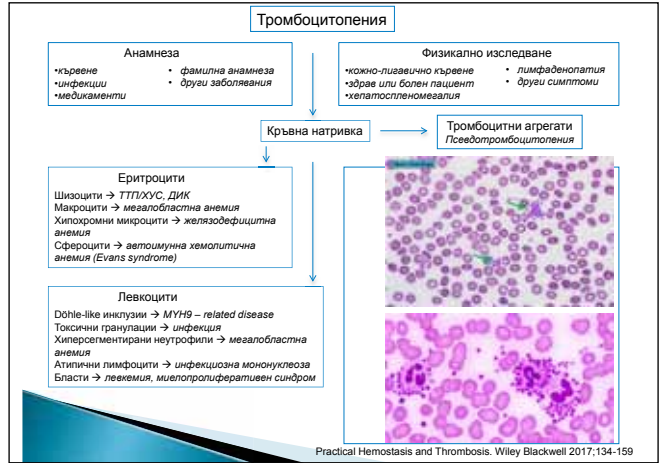 Тромбоцитопения
Анамнеза
•кървене
•инфекции
•медикаменти
• фамилна анамнеза
• други заболявания
Физикално изследване
•кожно-лигавично кървене
•здрав или болен пациент
•хепатоспленомегалия
• лимфаденопатия
• други симптоми
Кръвна натривка
Тромбоцитни агрегати
Псевдотромбоцитопения
Еритроцити
Шизоцити → ТТП/ХУС, ДИК
Макроцити → мегалобластна анемия
Хипохромни микроцити → желязодефицитна
анемия
Сфероцити → автоимунна хемолитична
анемия (Evans syndrome)
Левкоцити
Döhle-like инклузии → MYH9 – related disease
Токсични гранулации → инфекция
Хиперсегментирани неутрофили → мегалобластна
анемия
Атипични лимфоцити → инфекциозна мононуклеоза
Бласти → левкемия, миелопролиферативен синдром
Practical Hemostasis and Thrombosis. Wiley Blackwell 2017;134-159